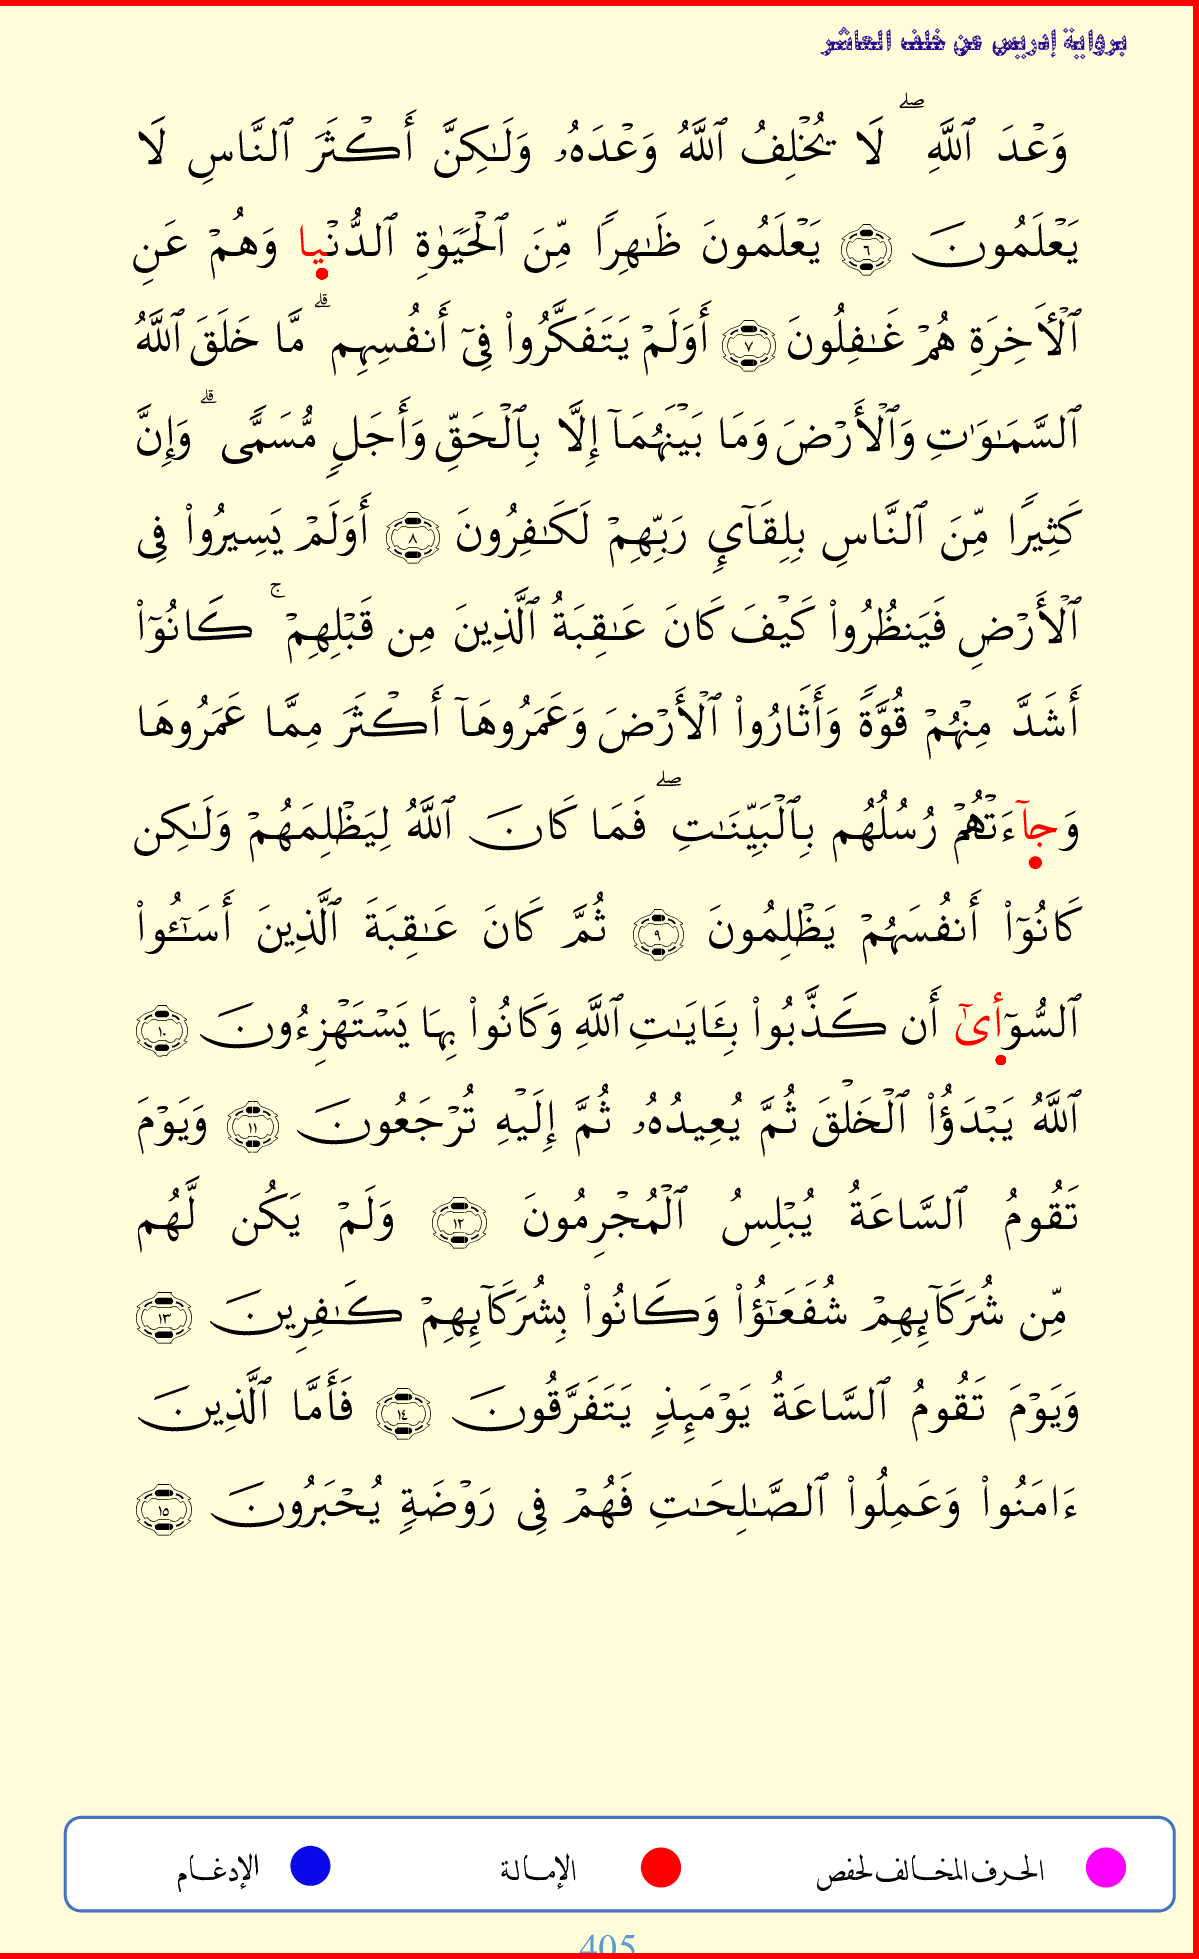 برواية إدريس عن خلف العاشر
وَعْدَ ٱللَّهِ ۖ لَا يُخْلِفُ ٱللَّهُ وَعْدَهُۥ وَلَـٰكِنَّ أَكْثَرَ ٱلنَّاسِ لَا
يَعْلَمُونَ ٦ يَعْلَمُونَ ظَـٰهِرًا مِّنَ ٱلْحَيَوٰةِ ٱلدُّنْيا وَهُمْ عَنِ
ٱلْأَخِرَةِ هُمْ غَـٰفِلُونَ ٧ أَوَلَمْ يَتَفَكَّرُوا۟ فِىٓ أَنفُسِهِم ۗ مَّا خَلَقَ ٱللَّهُ
ٱلسَّمَـٰوَٰتِ وَٱلْأَرْضَ وَمَا بَيْنَهُمَآ إِلَّا بِٱلْحَقِّ وَأَجَلٍ مُّسَمًّى ۗ وَإِنَّ
كَثِيرًا مِّنَ ٱلنَّاسِ بِلِقَآئِ رَبِّهِمْ لَكَـٰفِرُونَ ٨ أَوَلَمْ يَسِيرُوا۟ فِى
ٱلْأَرْضِ فَيَنظُرُوا۟ كَيْفَ كَانَ عَـٰقِبَةُ ٱلَّذِينَ مِن قَبْلِهِمْ ۚ كَانُوٓا۟
أَشَدَّ مِنْهُمْ قُوَّةً وَأَثَارُوا۟ ٱلْأَرْضَ وَعَمَرُوهَآ أَكْثَرَ مِمَّا عَمَرُوهَا
وَجآءَتْهُمْ رُسُلُهُم بِٱلْبَيِّنَـٰتِ ۖ فَمَا كَانَ ٱللَّهُ لِيَظْلِمَهُمْ وَلَـٰكِن
كَانُوٓا۟ أَنفُسَهُمْ يَظْلِمُونَ ٩ ثُمَّ كَانَ عَـٰقِبَةَ ٱلَّذِينَ أَسَـٰٓـُٔوا۟
ٱلسُّوٓأىٰٓ أَن كَذَّبُوا۟ بِـَٔايَـٰتِ ٱللَّهِ وَكَانُوا۟ بِهَا يَسْتَهْزِءُونَ ١٠
ٱللَّهُ يَبْدَؤُا۟ ٱلْخَلْقَ ثُمَّ يُعِيدُهُۥ ثُمَّ إِلَيْهِ تُرْجَعُونَ ١١ وَيَوْمَ
تَقُومُ ٱلسَّاعَةُ يُبْلِسُ ٱلْمُجْرِمُونَ ١٢ وَلَمْ يَكُن لَّهُم
مِّن شُرَكَآئِهِمْ شُفَعَـٰٓؤُا۟ وَكَانُوا۟ بِشُرَكَآئِهِمْ كَـٰفِرِينَ ١٣
وَيَوْمَ تَقُومُ ٱلسَّاعَةُ يَوْمَئِذٍ يَتَفَرَّقُونَ ١٤ فَأَمَّا ٱلَّذِينَ
ءَامَنُوا۟ وَعَمِلُوا۟ ٱلصَّـٰلِحَـٰتِ فَهُمْ فِى رَوْضَةٍ يُحْبَرُونَ ١٥
الحرف المخالف لحفص الإمالة الإدغام
405